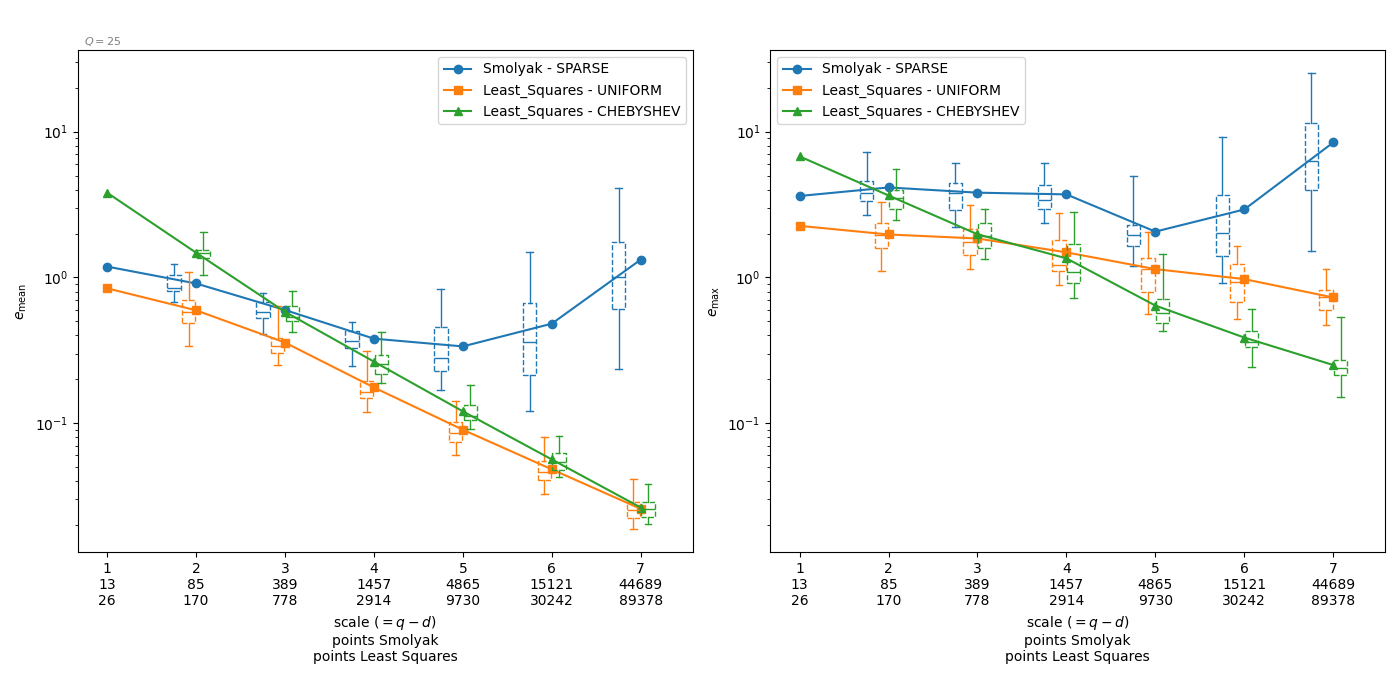 Q = 25
Smolyak - SPARSE
Least_Squares - UNIFORM
Least_Squares - CHEBYSHEV
10¹
10⁰
10⁻¹
e_mean
1 2 3 4 5 6 7
13 85 389 1457 4865 15121 44689
26 170 778 2914 9730 30242 89378
scale (= q − d)
points Smolyak
points Least Squares
Smolyak - SPARSE
Least_Squares - UNIFORM
Least_Squares - CHEBYSHEV
10¹
10⁰
10⁻¹
e_max
1 2 3 4 5 6 7
13 85 389 1457 4865 15121 44689
26 170 778 2914 9730 30242 89378
scale (= q − d)
points Smolyak
points Least Squares